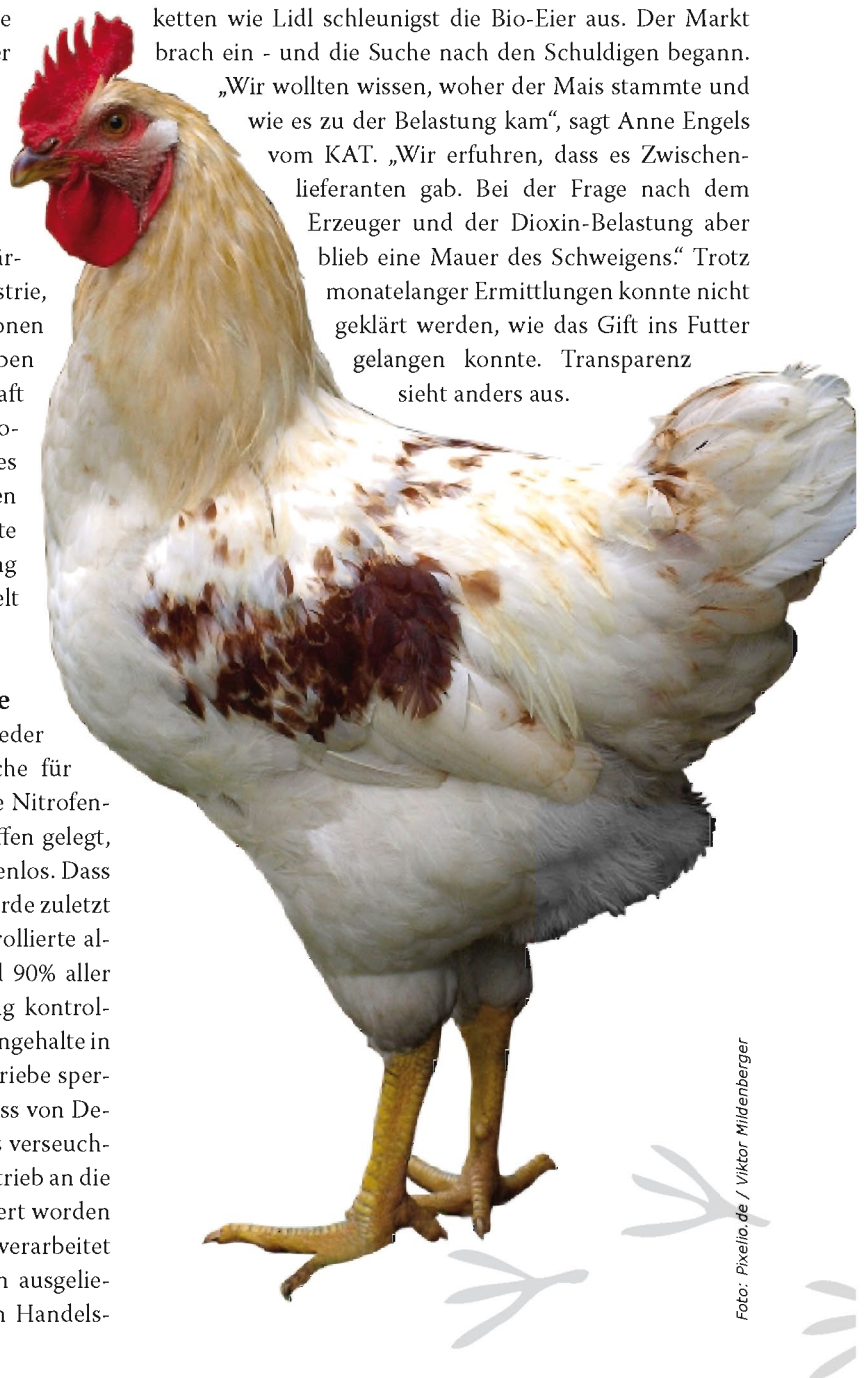 e
er
är-
strie,
onen
ben
aft
o-
es
en
te
ng
elt
e
eder
che für
e Nitrofen-
ffen gelegt,
enlos. Dass
rde zuletzt
rollierte al-
d 90% aller
ng kontrol-
ngehalte in
riebe sper-
ss von De-
s verseuch-
trieb an die
ert worden
verarbeitet
n ausgelie-
n Handels-
ketten wie Lidl schleunigst die Bio-Eier aus. Der Markt
brach ein - und die Suche nach den Schuldigen begann.
„Wir wollten wissen, woher der Mais stammte und
wie es zu der Belastung kam“, sagt Anne Engels
vom KAT. „Wir erfuhren, dass es Zwischen-
lieferanten gab. Bei der Frage nach dem
Erzeuger und der Dioxin-Belastung aber
blieb eine Mauer des Schweigens.“ Trotz
monatelanger Ermittlungen konnte nicht
geklärt werden, wie das Gift ins Futter
gelangen konnte. Transparenz
sieht anders aus.
Foto: Pixelio.de / Viktor Mildenberger